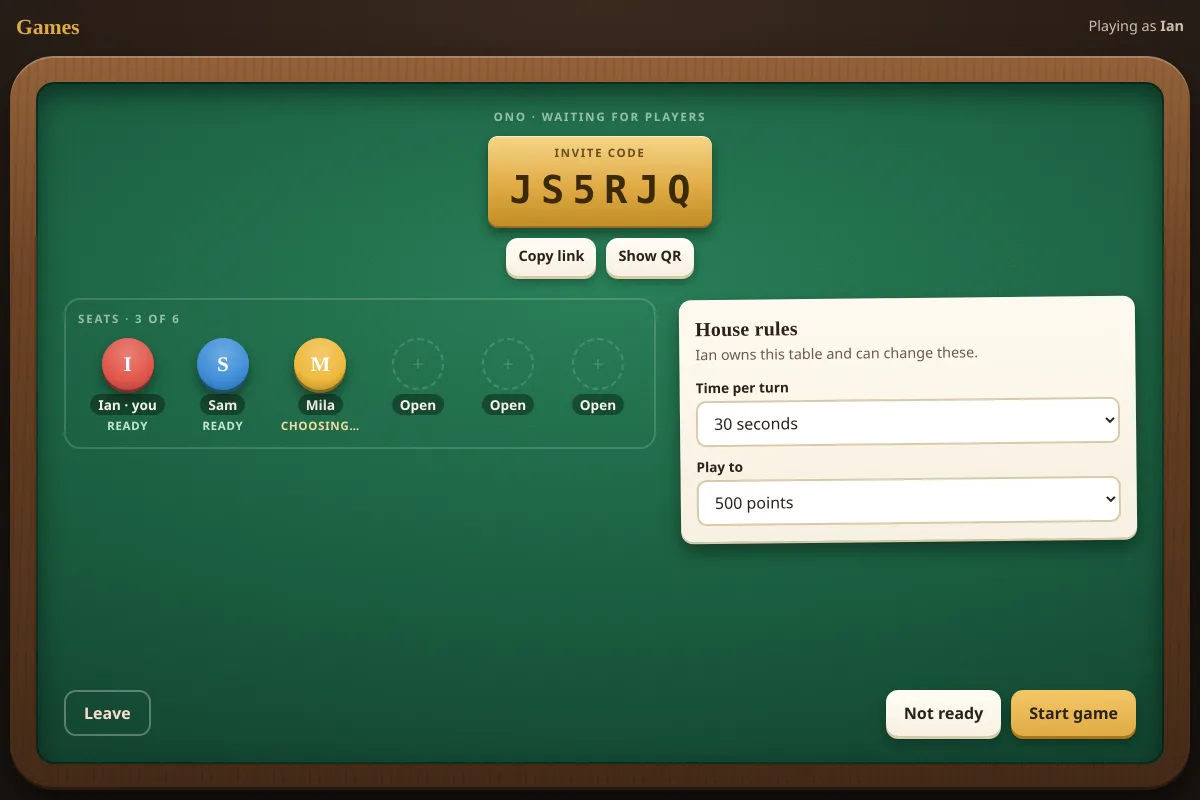 Games
Playing as Ian
ONO · WAITING FOR PLAYERS
INVITE CODE
JS5RJQ
Copy link
Show QR
SEATS · 3 OF 6
I
S
M
+
+
+
Ian · you
Sam
Mila
Open
Open
Open
READY
READY
CHOOSING…
House rules
Ian owns this table and can change these.
Time per turn
30 seconds
Play to
500 points
Leave
Not ready
Start game